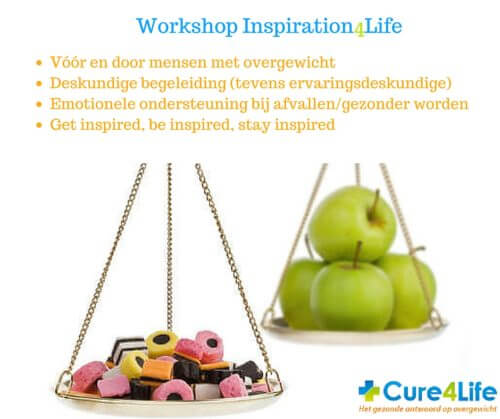 Workshop Inspiration4Life
• Vóór en door mensen met overgewicht
• Deskundige begeleiding (tevens ervaringsdeskundige)
• Emotionele ondersteuning bij afvallen/gezonder worden
• Get inspired, be inspired, stay inspired
Cure4Life
Het gezonde antwoord op overgewicht